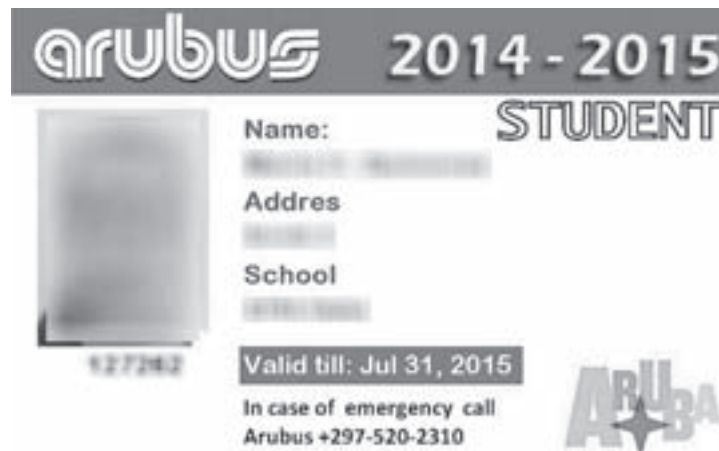 arubus 2014 - 2015
STUDENT
Name:
Addres
School
127262
Valid till: Jul 31, 2015
In case of emergency call
Arubus +297-520-2310
ARUBA